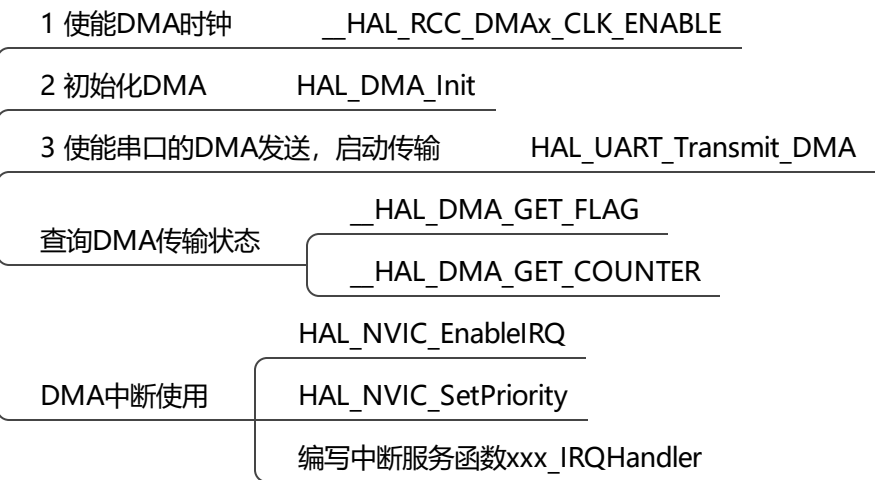 1 使能DMA时钟 __HAL_RCC_DMAx_CLK_ENABLE
2 初始化DMA HAL_DMA_Init
3 使能串口的DMA发送，启动传输 HAL_UART_Transmit_DMA
查询DMA传输状态
__HAL_DMA_GET_FLAG
__HAL_DMA_GET_COUNTER
DMA中断使用
HAL_NVIC_EnableIRQ
HAL_NVIC_SetPriority
编写中断服务函数xxx_IRQHandler